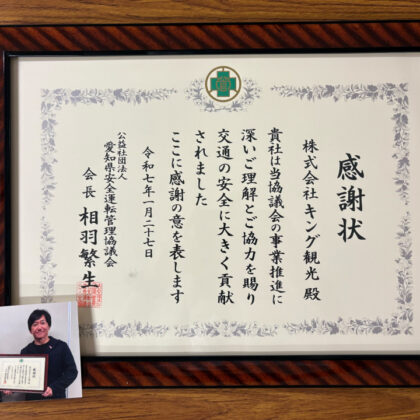 感謝状
株式会社キング観光 殿
貴社は当協議会の事業推進に
深いご理解とご協力を賜り
交通の安全に大きく貢献
されました
ここに感謝の意を表します
令和七年一月二十七日
公益社団法人
愛知県安全運転管理協議会
会長 相羽繁生